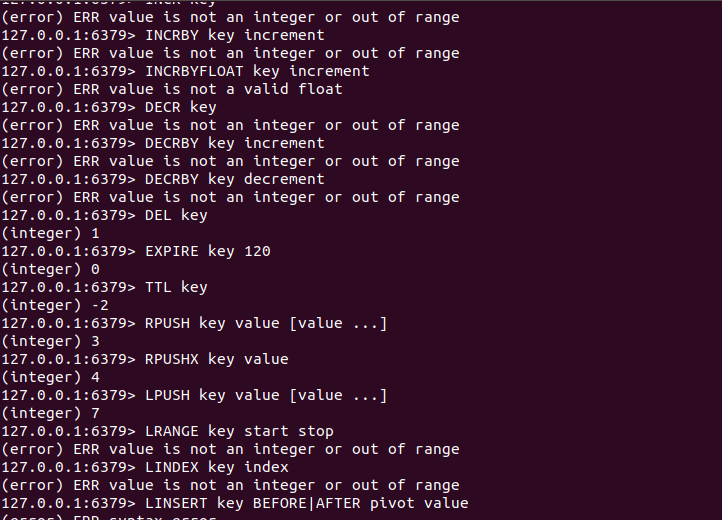 127.0.0.1:6379> INCR key
(error) ERR value is not an integer or out of range
127.0.0.1:6379> INCRBY key increment
(error) ERR value is not an integer or out of range
127.0.0.1:6379> INCRBYFLOAT key increment
(error) ERR value is not a valid float
127.0.0.1:6379> DECR key
(error) ERR value is not an integer or out of range
127.0.0.1:6379> DECRBY key increment
(error) ERR value is not an integer or out of range
127.0.0.1:6379> DECRBY key decrement
(error) ERR value is not an integer or out of range
127.0.0.1:6379> DEL key
(integer) 1
127.0.0.1:6379> EXPIRE key 120
(integer) 0
127.0.0.1:6379> TTL key
(integer) -2
127.0.0.1:6379> RPUSH key value [value ...]
(integer) 3
127.0.0.1:6379> RPUSHX key value
(integer) 4
127.0.0.1:6379> LPUSH key value [value ...]
(integer) 7
127.0.0.1:6379> LRANGE key start stop
(error) ERR value is not an integer or out of range
127.0.0.1:6379> LINDEX key index
(error) ERR value is not an integer or out of range
127.0.0.1:6379> LINSERT key BEFORE|AFTER pivot value
(error) ERR syntax error